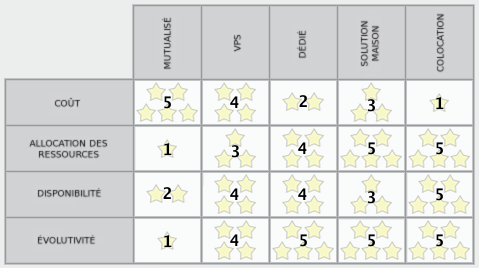 MUTUALISÉ
VPS
DÉDIÉ
SOLUTION
MAISON
COLOCATION
COÛT
5
4
2
3
1
ALLOCATION DES
RESSOURCES
1
3
4
5
5
DISPONIBILITÉ
2
4
4
3
5
ÉVOLUTIVITÉ
1
4
5
5
5